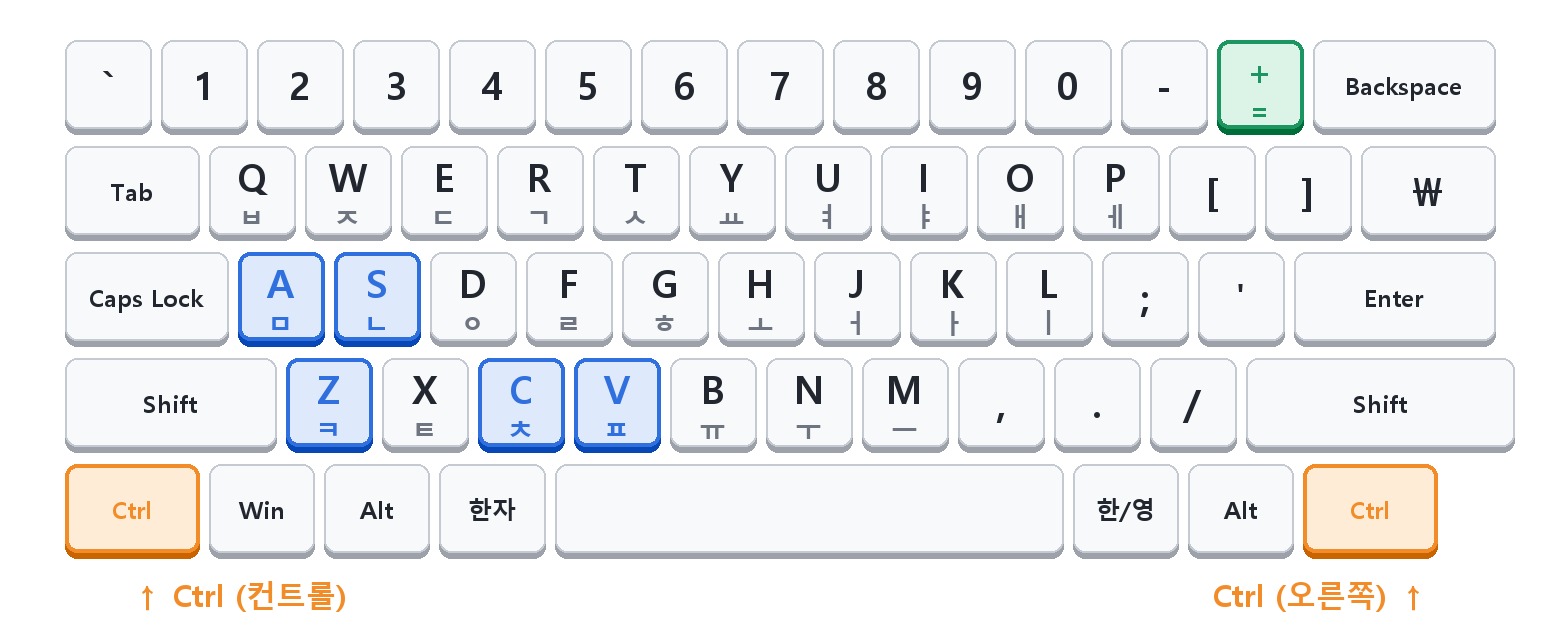 ` 1 2 3 4 5 6 7 8 9 0 - + = Backspace
Tab Q ㅂ W ㅈ E ㄷ R ㄱ T ㅅ Y ㅛ U ㅕ I ㅑ O ㅐ P ㅔ [ ] ₩
Caps Lock A ㅁ S ㄴ D ㅇ F ㄹ G ㅎ H ㅗ J ㅓ K ㅏ L ㅣ ; ' Enter
Shift Z ㅋ X ㅌ C ㅊ V ㅍ B ㅠ N ㅜ M ㅡ , . / Shift
Ctrl Win Alt 한자 한/영 Alt Ctrl
↑ Ctrl (컨트롤) Ctrl (오른쪽) ↑